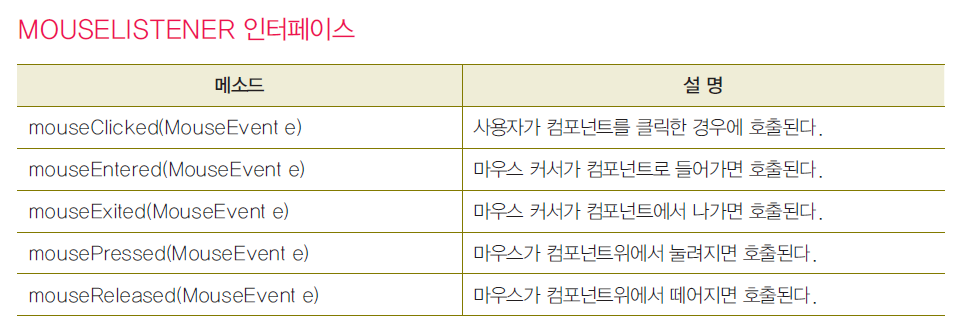 MOUSELISTENER 인터페이스
메소드 설 명
mouseClicked(MouseEvent e) 사용자가 컴포넌트를 클릭한 경우에 호출된다.
mouseEntered(MouseEvent e) 마우스 커서가 컴포넌트로 들어가면 호출된다.
mouseExited(MouseEvent e) 마우스 커서가 컴포넌트에서 나가면 호출된다.
mousePressed(MouseEvent e) 마우스가 컴포넌트위에서 눌려지면 호출된다.
mouseReleased(MouseEvent e) 마우스가 컴포넌트위에서 떼어지면 호출된다.